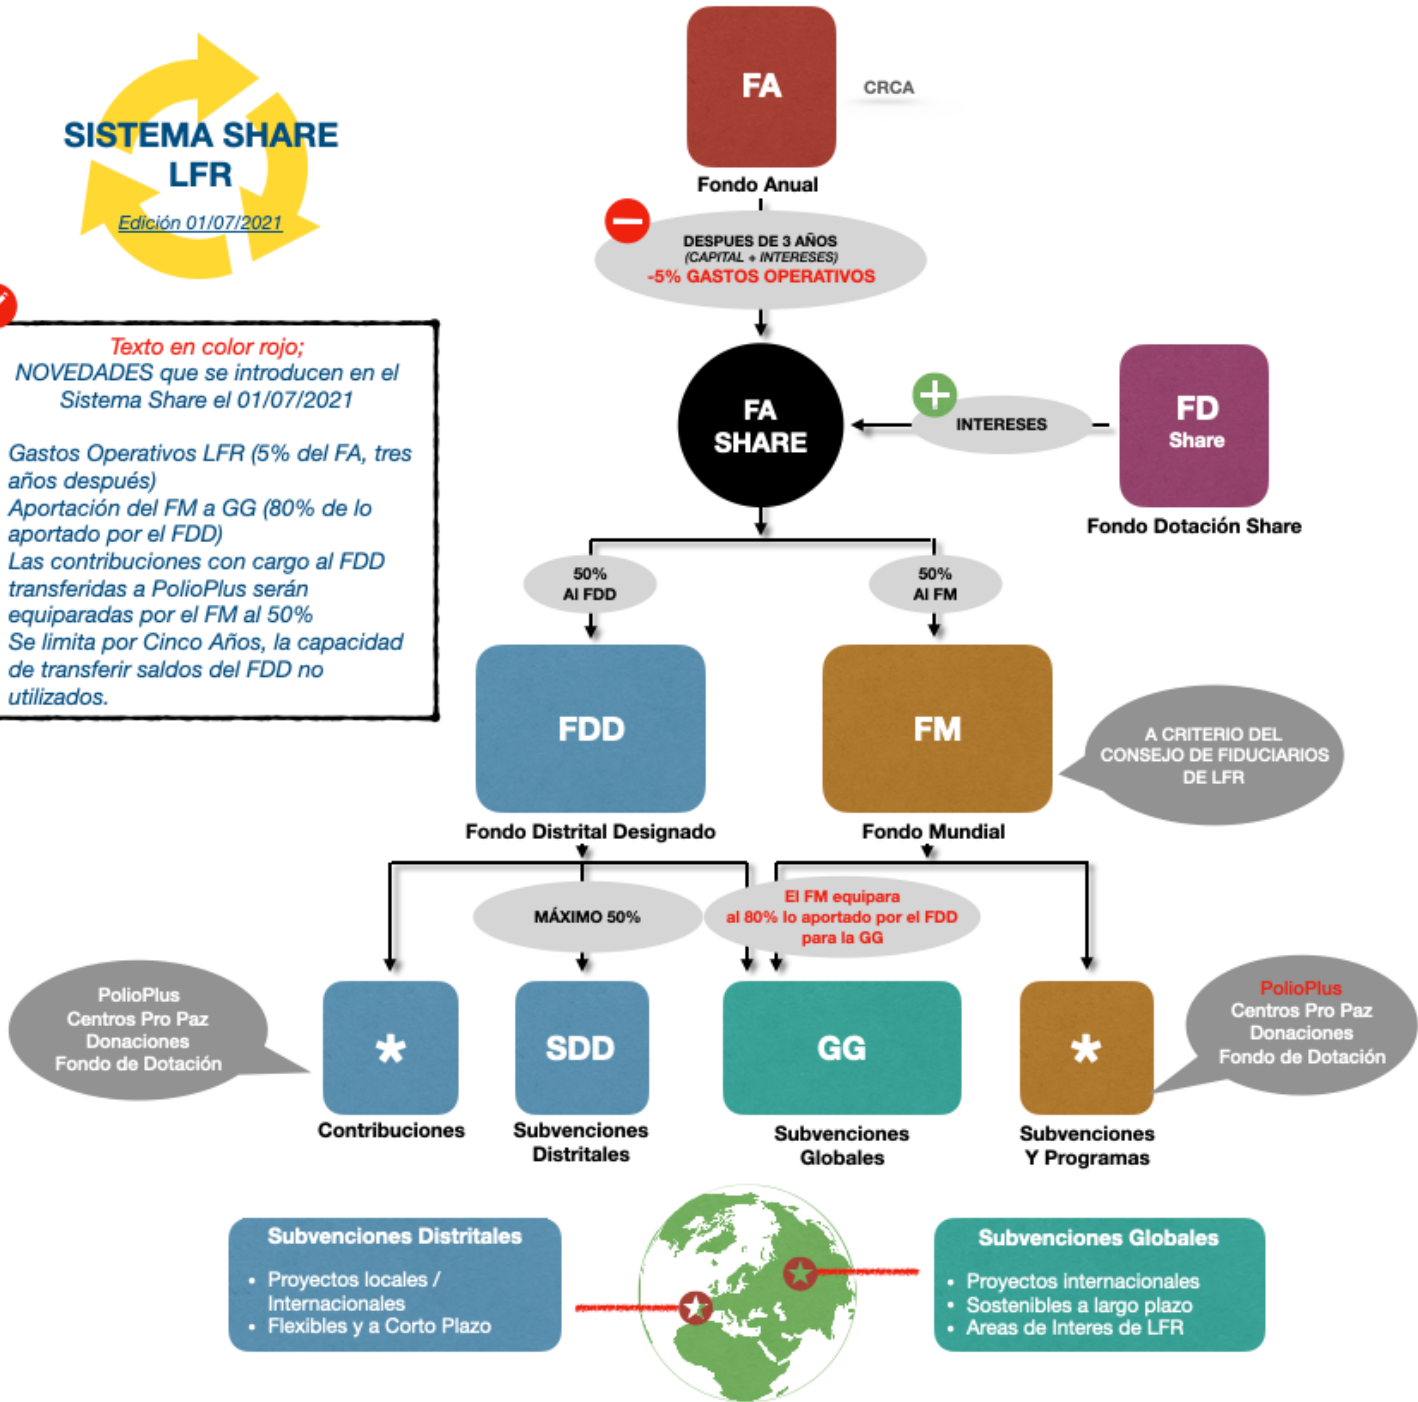 SISTEMA SHARE
LFR
Edición 01/07/2021
FA
CRCA
Fondo Anual
DESPUES DE 3 AÑOS
(CAPITAL + INTERESES)
-5% GASTOS OPERATIVOS
Texto en color rojo;
NOVEDADES que se introducen en el
Sistema Share el 01/07/2021
Gastos Operativos LFR (5% del FA, tres
años después)
Aportación del FM a GG (80% de lo
aportado por el FDD)
Las contribuciones con cargo al FDD
transferidas a PolioPlus serán
equiparadas por el FM al 50%
Se limita por Cinco Años, la capacidad
de transferir saldos del FDD no
utilizados.
FA
SHARE
INTERESES
FD
Share
Fondo Dotación Share
50%
Al FDD
50%
Al FM
FDD
Fondo Distrital Designado
FM
Fondo Mundial
A CRITERIO DEL
CONSEJO DE FIDUCIARIOS
DE LFR
MÁXIMO 50%
El FM equipara
al 80% lo aportado por el FDD
para la GG
PolioPlus
Centros Pro Paz
Donaciones
Fondo de Dotación
*
Contribuciones
SDD
Subvenciones
Distritales
GG
Subvenciones
Globales
*
Subvenciones
Y Programas
PolioPlus
Centros Pro Paz
Donaciones
Fondo de Dotación
Subvenciones Distritales
• Proyectos locales /
Internacionales
• Flexibles y a Corto Plazo
Subvenciones Globales
• Proyectos internacionales
• Sostenibles a largo plazo
• Areas de Interes de LFR